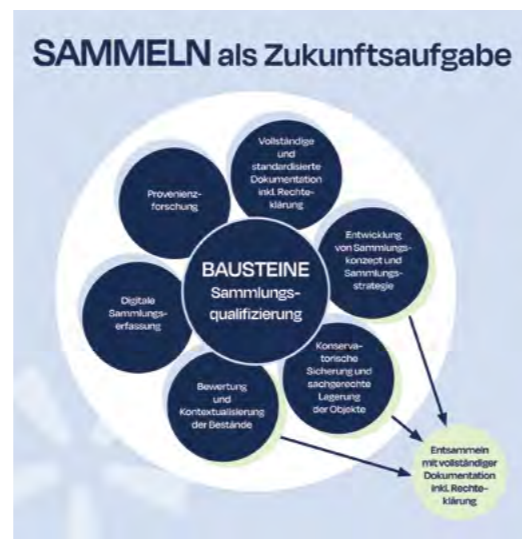 SAMMELN als Zukunftsaufgabe
Vollständige
und
standardisierte
Dokumentation
inkl. Rechte-
klärung
Provenienz-
forschung
Entwicklung
von Sammlungs-
konzept und
Sammlungs-
strategie
BAUSTEINE
Sammlungs-
qualifizierung
Digitale
Sammlungs-
erfassung
Konserva-
torische
Sicherung und
sachgerechte
Lagerung
der Objekte
Bewertung
und
Kontextualisierung
der Bestände
Entsammeln
mit vollständiger
Dokumentation
inkl. Rechte-
klärung